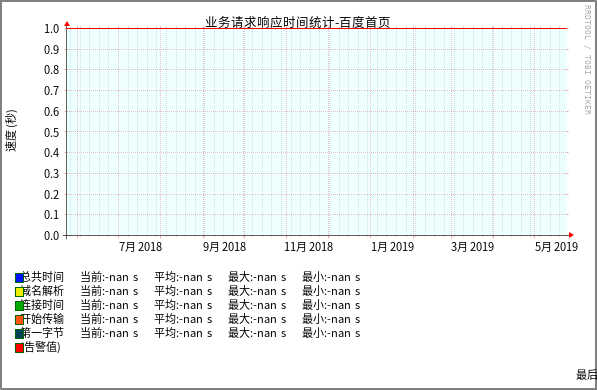 业务请求响应时间统计-百度首页
RRDTOOL / TOBI OETIKER
速度 (秒)
1.0
0.9
0.8
0.7
0.6
0.5
0.4
0.3
0.2
0.1
0.0
7月 2018 9月 2018 11月 2018 1月 2019 3月 2019 5月 2019
总共时间 当前:-nan s 平均:-nan s 最大:-nan s 最小:-nan s
域名解析 当前:-nan s 平均:-nan s 最大:-nan s 最小:-nan s
连接时间 当前:-nan s 平均:-nan s 最大:-nan s 最小:-nan s
开始传输 当前:-nan s 平均:-nan s 最大:-nan s 最小:-nan s
第一字节 当前:-nan s 平均:-nan s 最大:-nan s 最小:-nan s
告警值)
最后